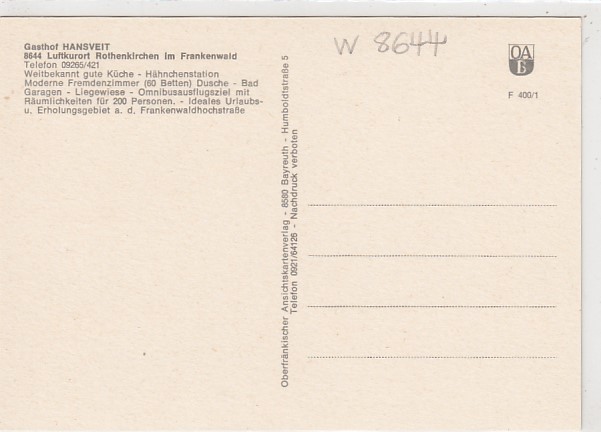 Gasthof HANSVEIT
8644 Luftkurort Rothenkirchen im Frankenwald
Telefon 09265/421
Weitbekannt gute Küche - Hähnchenstation
Moderne Fremdenzimmer (60 Betten) Dusche - Bad
Garagen - Liegewiese - Omnibusausflugsziel mit
Räumlichkeiten für 200 Personen. - Ideales Urlaubs-
u. Erholungsgebiet a. d. Frankenwaldhochstraße
W 8644
OA
B
F 400/1
Oberfränkischer Ansichtskartenverlag - 8580 Bayreuth - Humboldtstraße 5
Telefon 0921/64126 - Nachdruck verboten